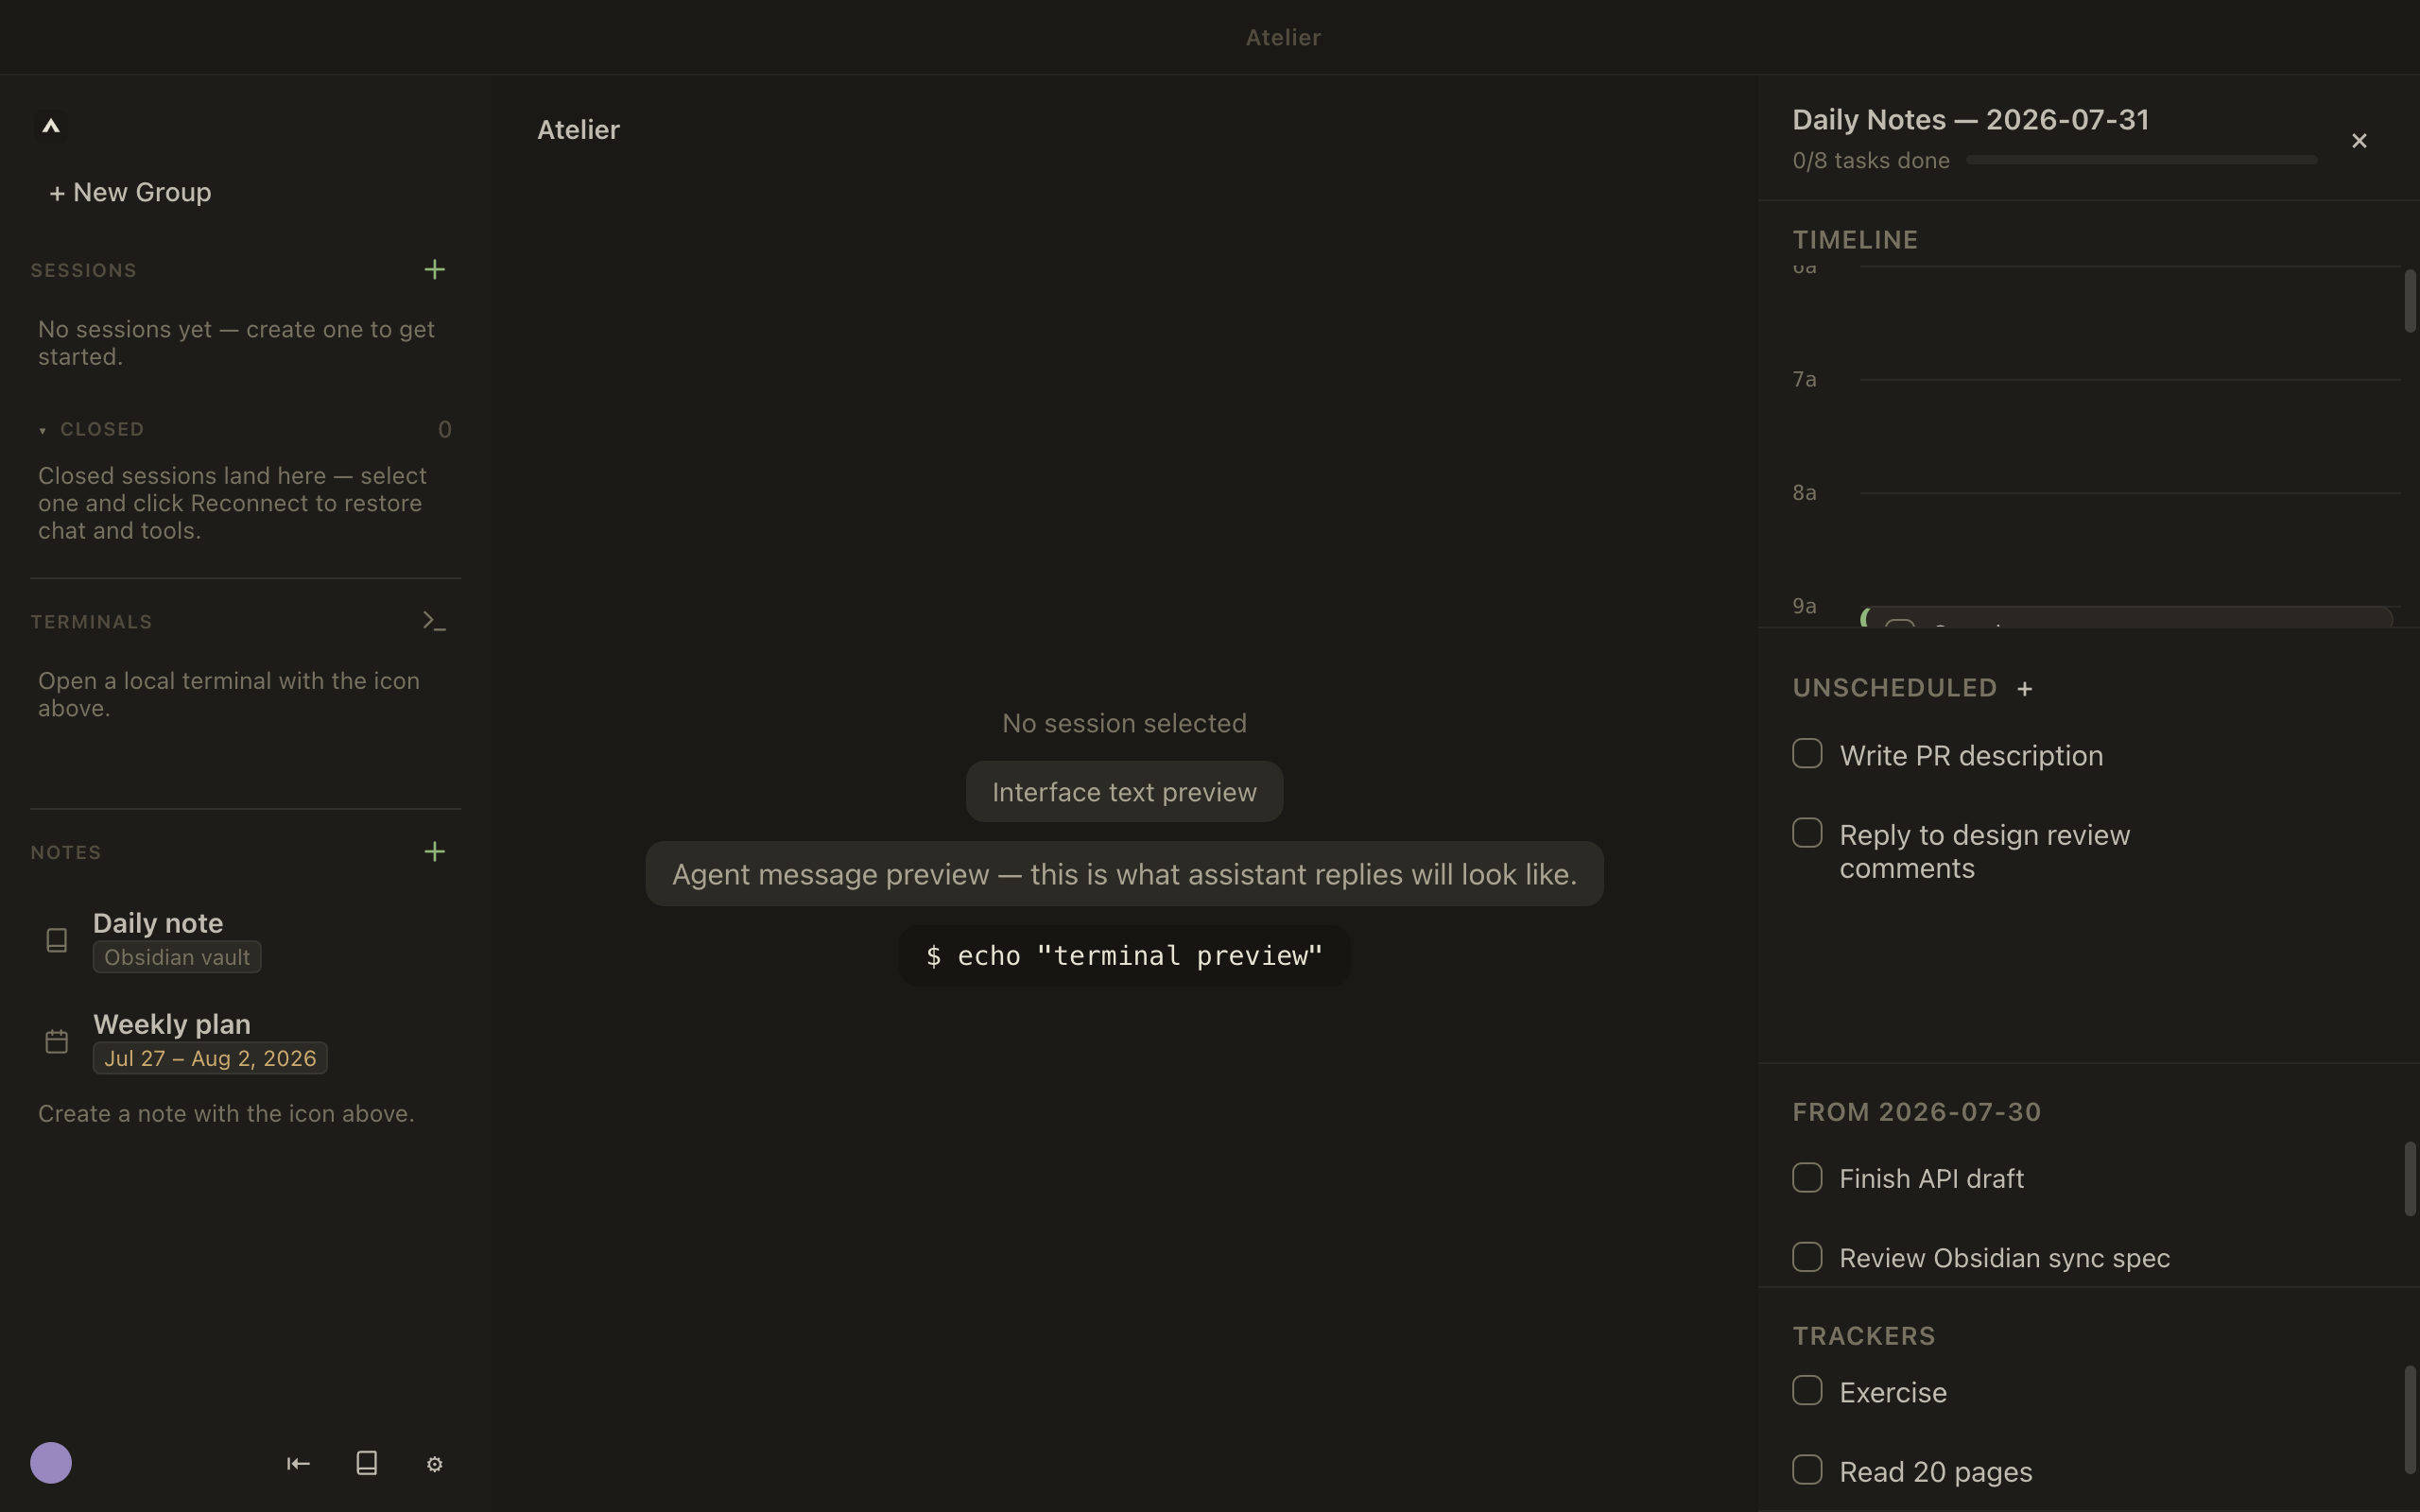 Atelier
+ New Group
SESSIONS
No sessions yet — create one to get
started.
CLOSED
0
Closed sessions land here — select
one and click Reconnect to restore
chat and tools.
TERMINALS
Open a local terminal with the icon
above.
NOTES
Daily note
Obsidian vault
Weekly plan
Jul 27 – Aug 2, 2026
Create a note with the icon above.
Atelier
No session selected
Interface text preview
Agent message preview — this is what assistant replies will look like.
$ echo "terminal preview"
Daily Notes — 2026-07-31
0/8 tasks done
TIMELINE
7a
8a
9a
UNSCHEDULED +
Write PR description
Reply to design review
comments
FROM 2026-07-30
Finish API draft
Review Obsidian sync spec
TRACKERS
Exercise
Read 20 pages